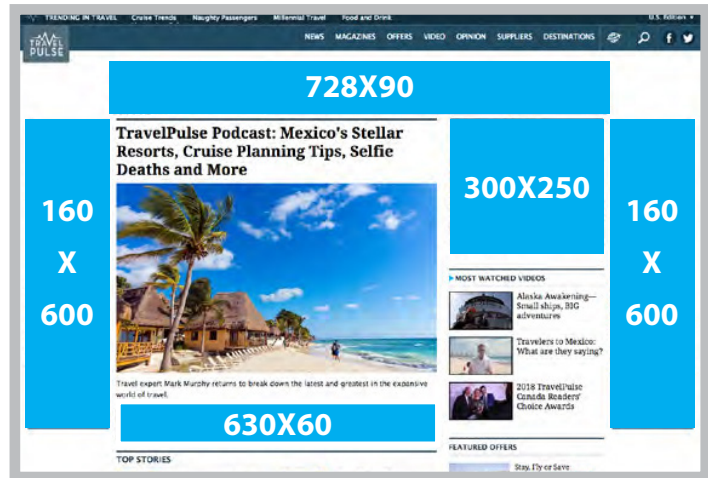 TRENDING IN TRAVEL Cruise Trends Naughty Passengers Millennial Travel Food and Drink U.S. Edition
TRAVEL
PULSE
NEWS MAGAZINES OFFERS VIDEO OPINION SUPPLIERS DESTINATIONS
728X90
160
X
600
TravelPulse Podcast: Mexico's Stellar
Resorts, Cruise Planning Tips, Selfie
Deaths and More
Travel expert Mark Murphy returns to break down the latest and greatest in the expansive
world of travel.
630X60
TOP STORIES
300X250
MOST WATCHED VIDEOS
Alaska Awakening—
Small ships, BIG
adventures
Travelers to Mexico:
What are they saying?
2018 TravelPulse
Canada Readers'
Choice Awards
FEATURED OFFERS
Stay, Fly or Save
160
X
600